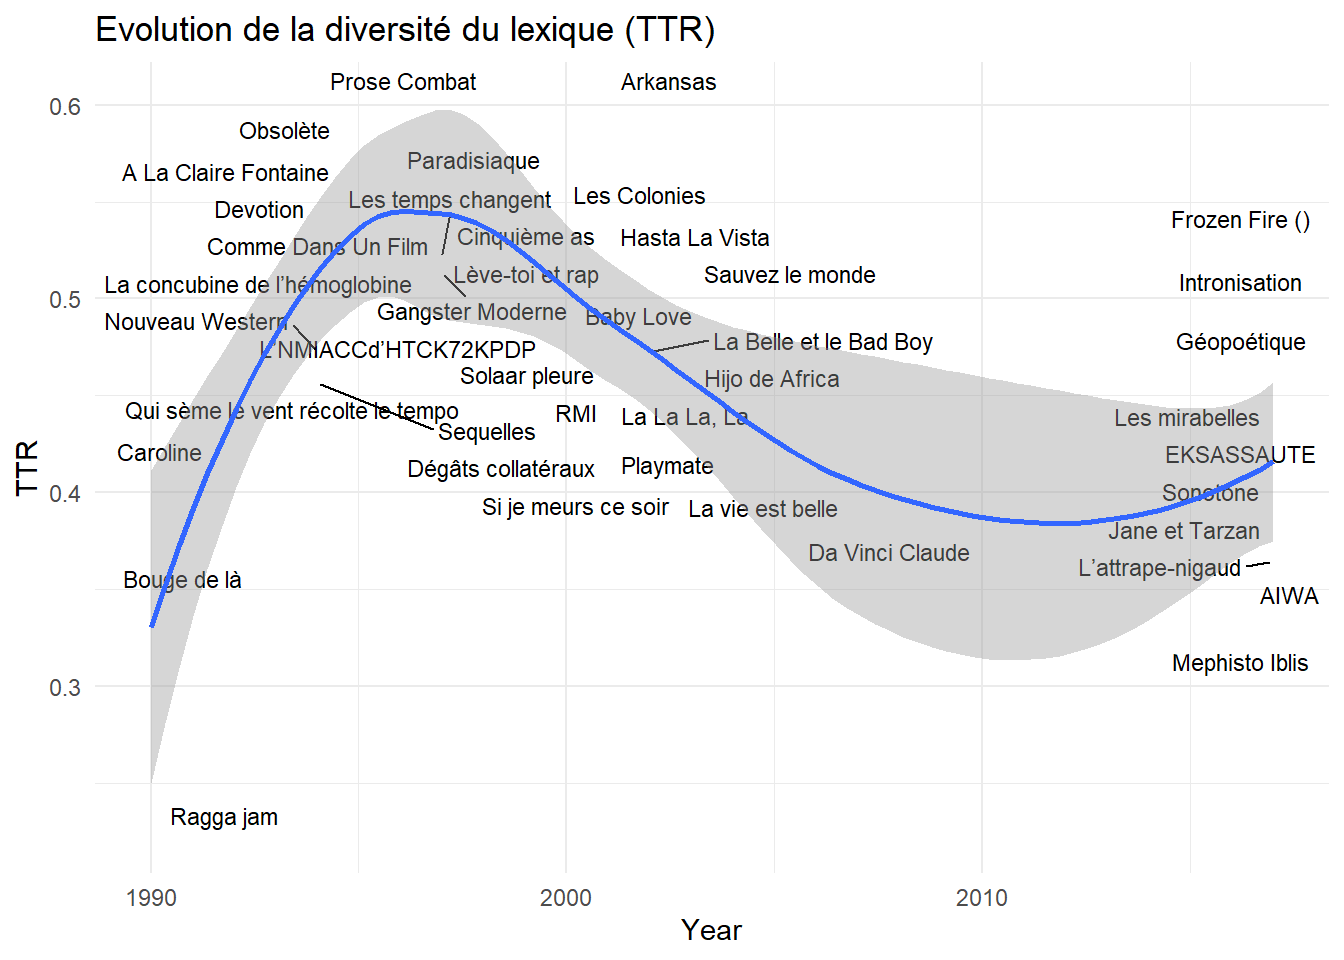 Evolution de la diversité du lexique (TTR)
Prose Combat
Arkansas
0.6
Obsolète
Paradisiaque
A La Claire Fontaine
Les temps changent
Les Colonies
Devotion
Frozen Fire ()
Cinquième as
Hasta La Vista
Comme Dans Un Film
Lève-toi et rap
Sauvez le monde
La concubine de l'hémoglobine
Intronisation
0.5
Gangster Moderne
Baby Love
Nouveau Western
La Belle et le Bad Boy
Géopoétique
L'NMIACCd'HTCK72KPDP
Solaar pleure
Hijo de Africa
Qui sème le vent récolte le tempo
RMI
La La La, La
Les mirabelles
Sequelles
Caroline
EKSASSAUTE
Dégâts collatéraux
Playmate
TTR
0.4
Sonotone
Si je meurs ce soir
La vie est belle
Jane et Tarzan
Da Vinci Claude
L'attrape-nigaud
Bouge de là
AIWA
Mephisto Iblis
0.3
Ragga jam
1990
2000
2010
Year